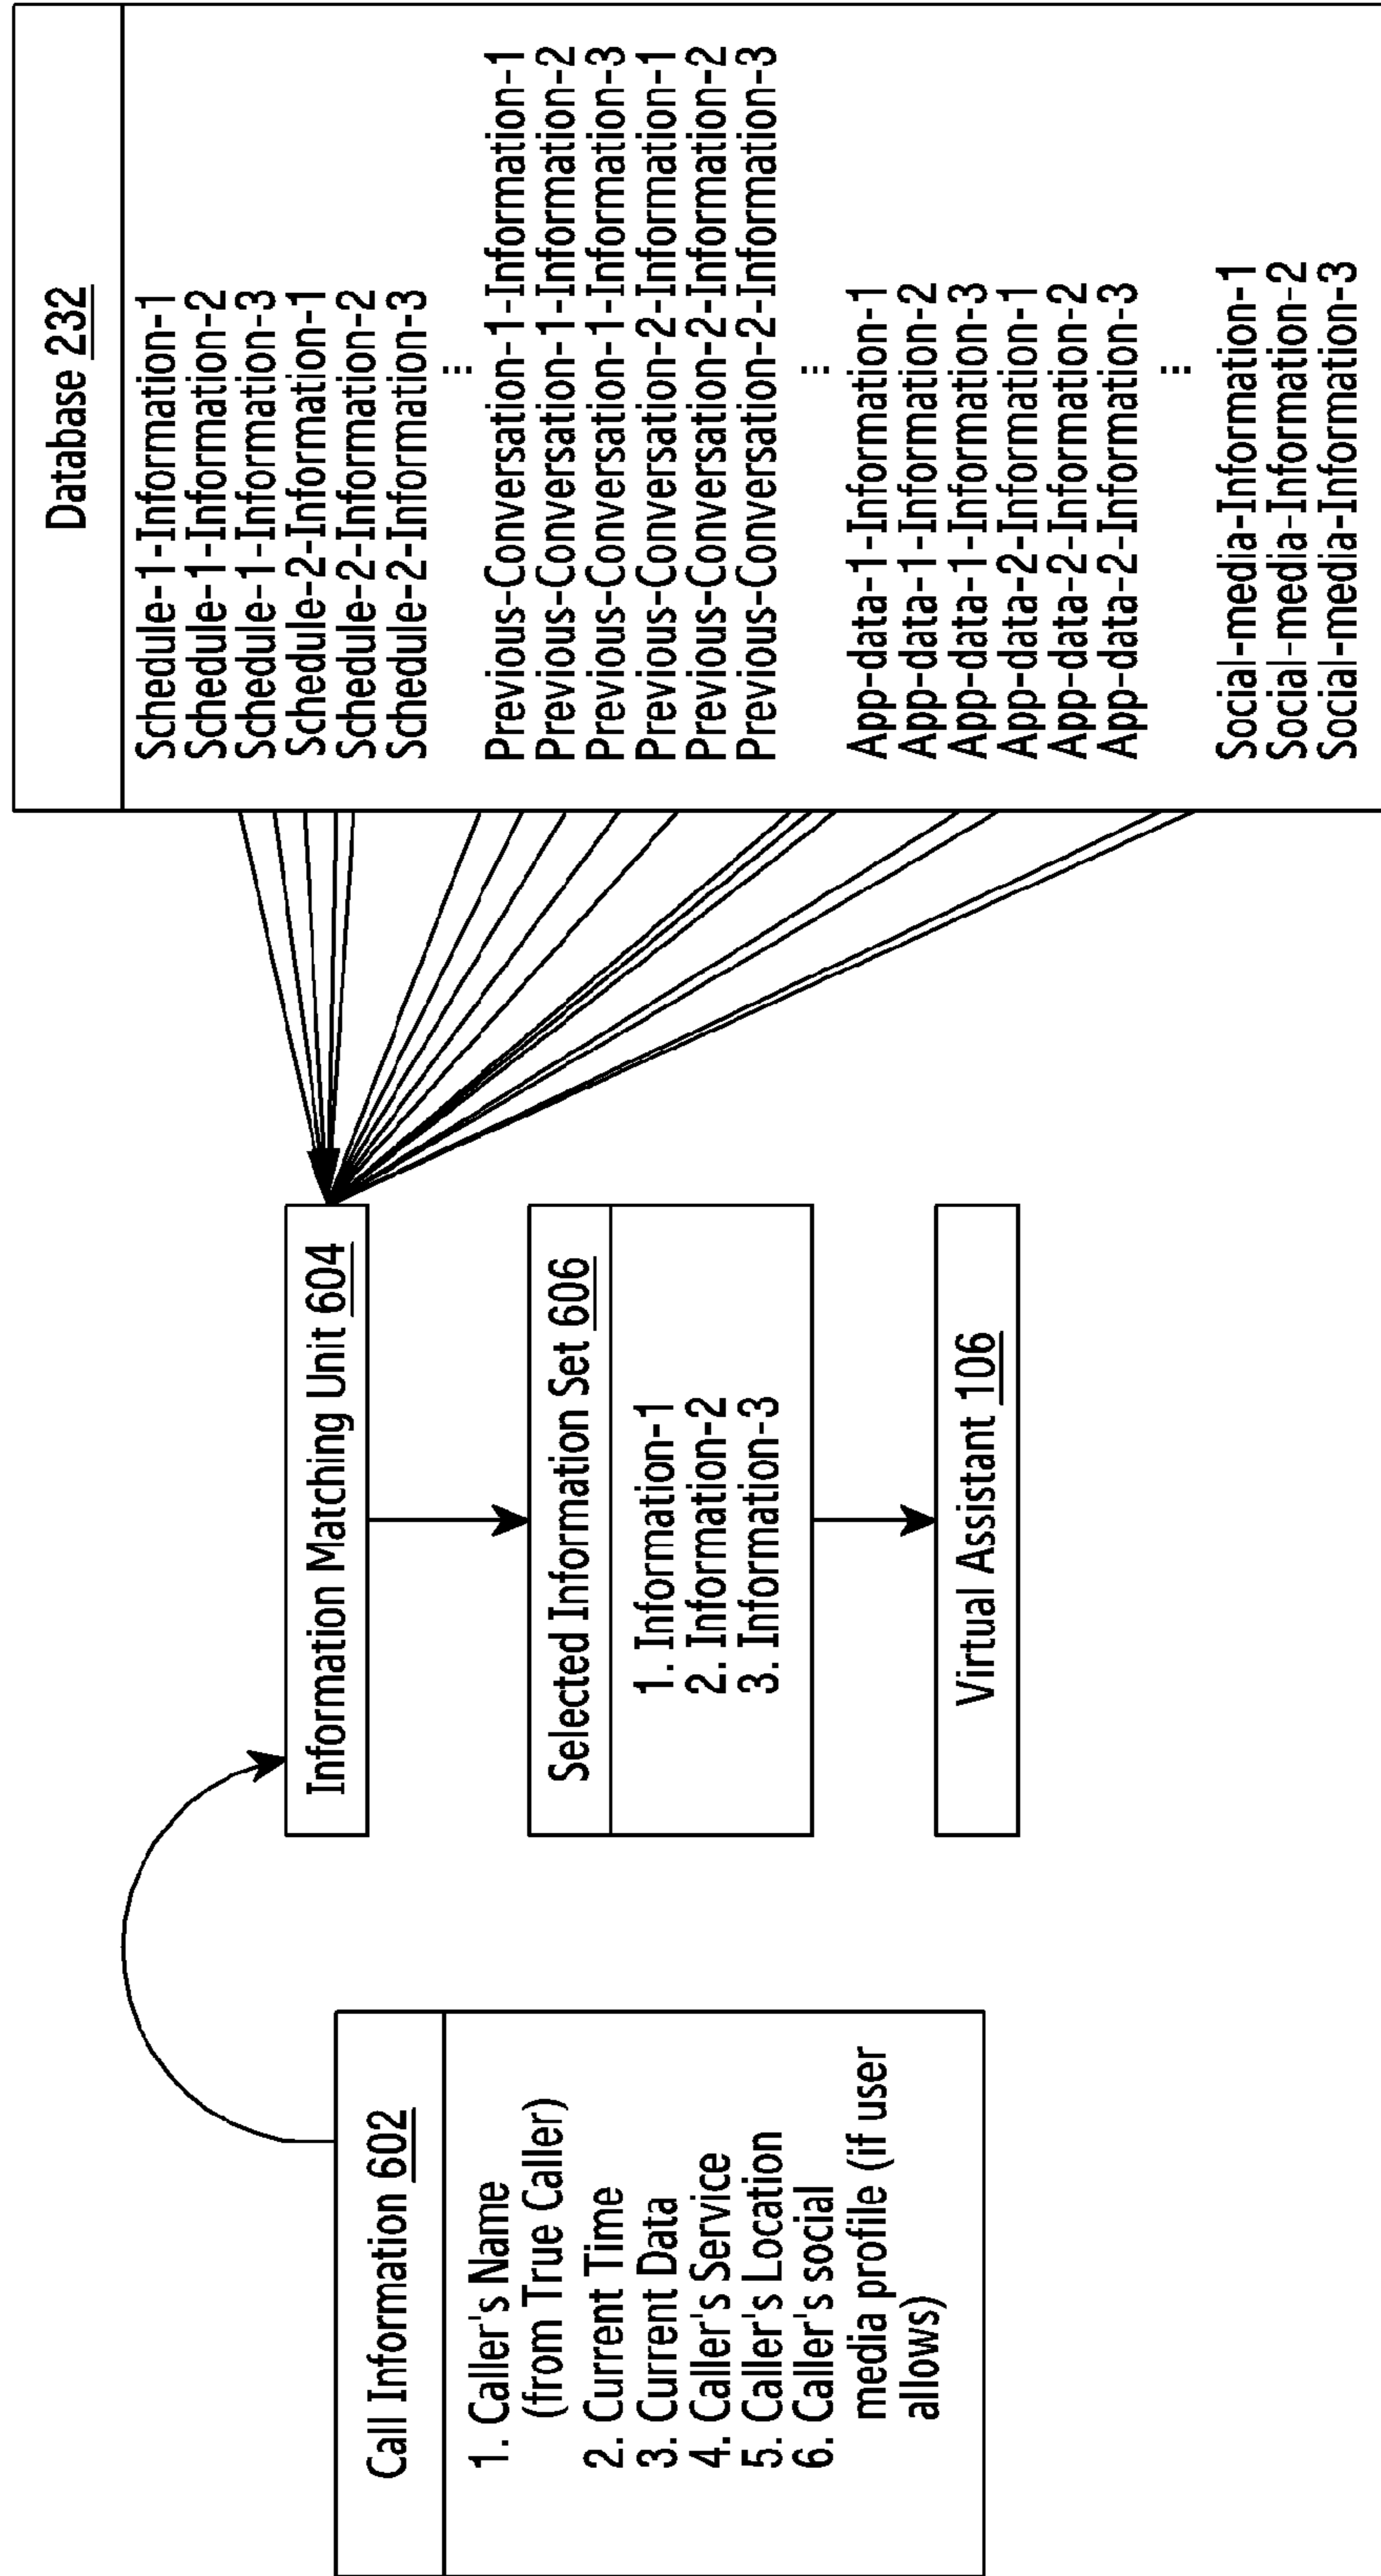 Call Information 602
1. Caller's Name
(from True Caller)
2. Current Time
3. Current Data
4. Caller's Service
5. Caller's Location
6. Caller's social
media profile (if user
allows)
Information Matching Unit 604
Selected Information Set 606
1. Information-1
2. Information-2
3. Information-3
Virtual Assistant 106
Database 232
Schedule-1-Information-1
Schedule-1-Information-2
Schedule-1-Information-3
Schedule-2-Information-1
Schedule-2-Information-2
Schedule-2-Information-3
...
Previous-Conversation-1-Information-1
Previous-Conversation-1-Information-2
Previous-Conversation-1-Information-3
Previous-Conversation-2-Information-1
Previous-Conversation-2-Information-2
Previous-Conversation-2-Information-3
...
App-data-1-Information-1
App-data-1-Information-2
App-data-1-Information-3
App-data-2-Information-1
App-data-2-Information-2
App-data-2-Information-3
...
Social-media-Information-1
Social-media-Information-2
Social-media-Information-3